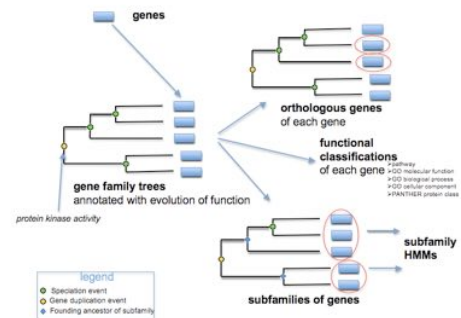 genes
orthologous genes
of each gene
functional
classifications
of each gene
➢pathway
➢GO molecular function
➢GO biological process
➢GO cellular component
➢PANTHER protein class
gene family trees
annotated with evolution of function
protein kinase activity
subfamily
HMMs
subfamilies of genes
legend
Speciation event
Gene duplication event
Founding ancestor of subfamily